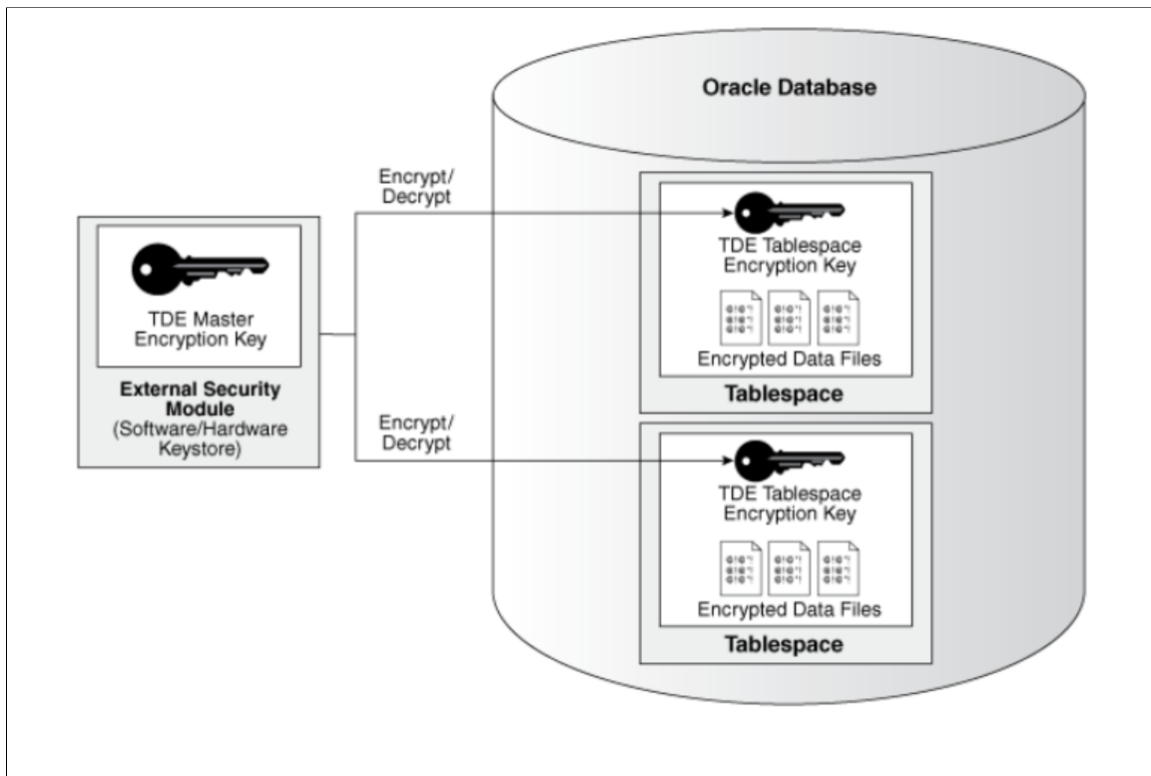 Oracle Database
Encrypt/
Decrypt
TDE Master
Encryption Key
External Security
Module
(Software/Hardware
Keystore)
TDE Tablespace
Encryption Key
Encrypted Data Files
Tablespace
Encrypt/
Decrypt
TDE Tablespace
Encryption Key
Encrypted Data Files
Tablespace